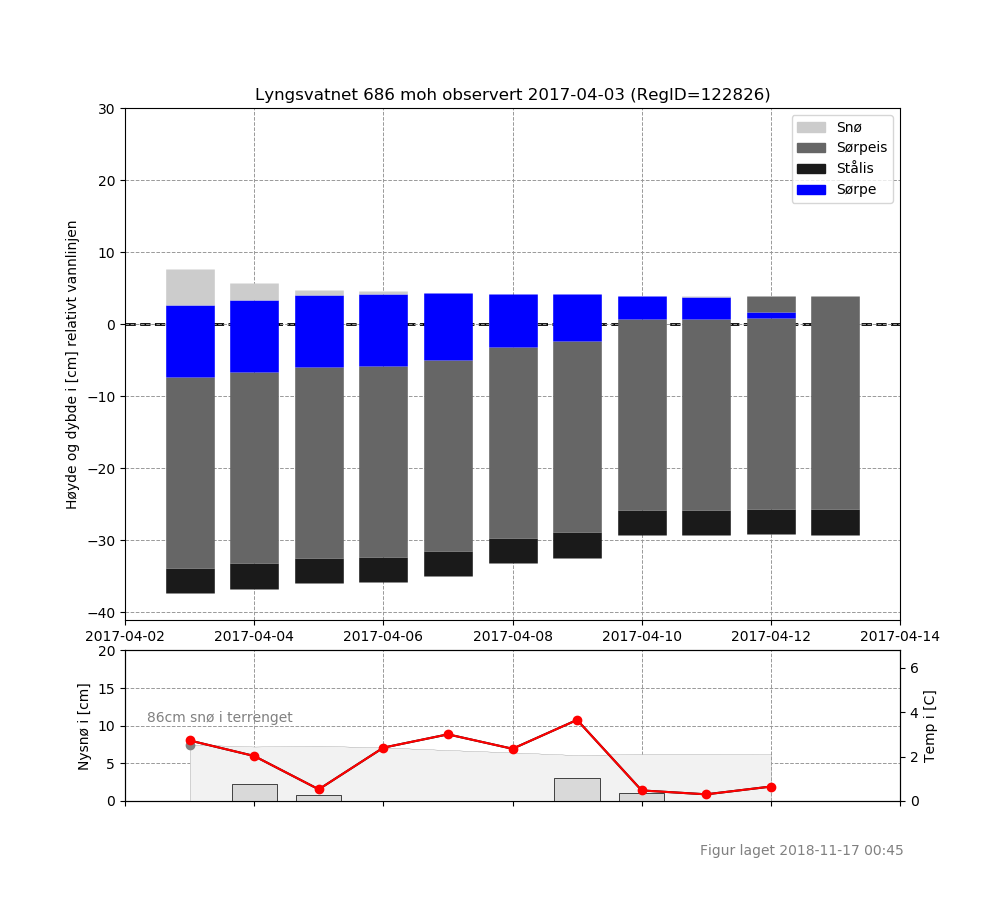 Lyngsvatnet 686 moh observert 2017-04-03 (RegID=122826)
Høyde og dybde i [cm] relativt vannlinjen
30
20
10
0
−10
−20
−30
−40
Snø
Sørpeis
Stålis
Sørpe
2017-04-02 2017-04-04 2017-04-06 2017-04-08 2017-04-10 2017-04-12 2017-04-14
Nysnø i [cm]
20
15
10
5
0
86cm snø i terrenget
6
4
2
0
Temp i [C]
Figur laget 2018-11-17 00:45